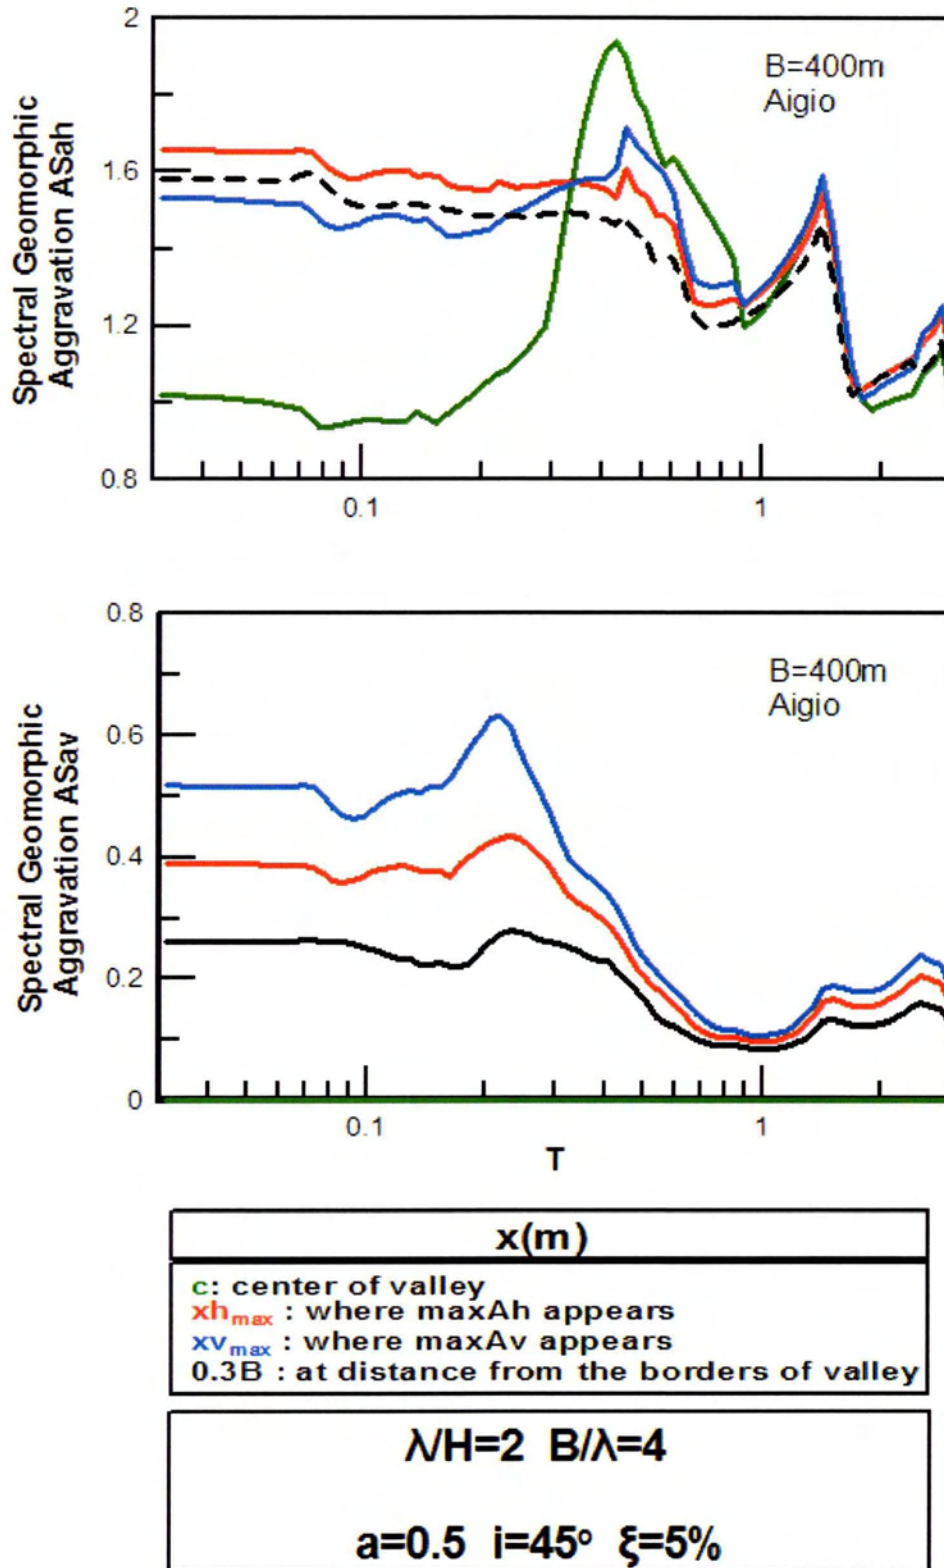 2
1.6
1.2
0.8
Spectral Geomorphic
Aggravation ASah
B=400m
Aigio
0.1
1
0.8
0.6
0.4
0.2
0
Spectral Geomorphic
Aggravation ASav
B=400m
Aigio
0.1
1
T
x(m)
c: center of valley
xh_max : where maxAh appears
xv_max : where maxAv appears
0.3B : at distance from the borders of valley
λ/H=2 B/λ=4
a=0.5 i=45° ξ=5%